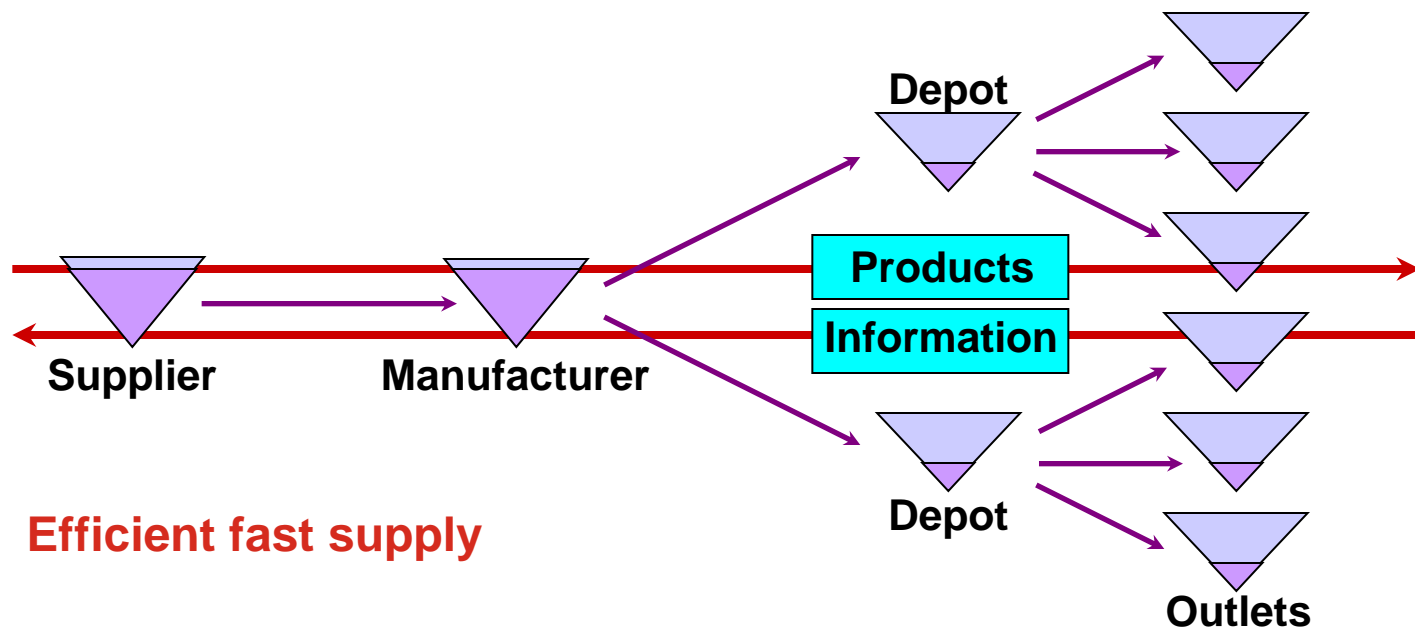 Depot
Products
Information
Supplier
Manufacturer
Depot
Efficient fast supply
Outlets